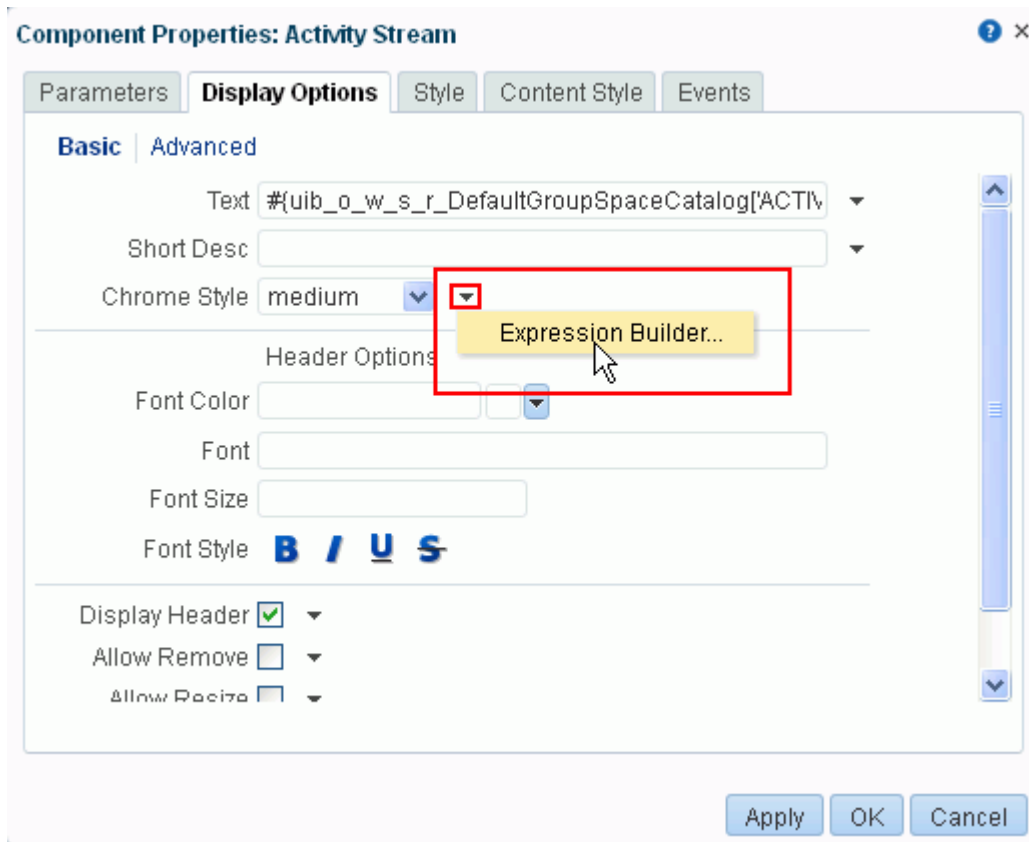 Component Properties: Activity Stream
Parameters Display Options Style Content Style Events
Basic Advanced
Text #{uib_o_w_s_r_DefaultGroupSpaceCatalog['ACTIV
Short Desc
Chrome Style medium
Expression Builder...
Header Options
Font Color
Font
Font Size
Font Style B I U S
Display Header
Allow Remove
Allow Resize
Apply OK Cancel